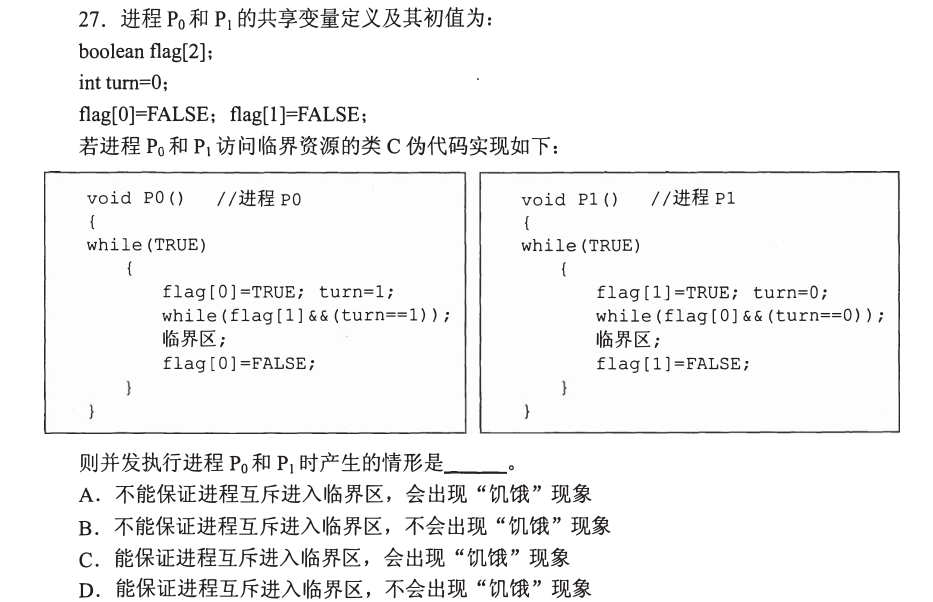 27. 进程 P₀ 和 P₁ 的共享变量定义及其初值为:
boolean flag[2];
int turn=0;
flag[0]=FALSE; flag[1]=FALSE;
若进程 P₀ 和 P₁ 访问临界资源的类 C 伪代码实现如下:
void P0() //进程 P0
{
while(TRUE)
{
flag[0]=TRUE; turn=1;
while(flag[1]&&(turn==1));
临界区;
flag[0]=FALSE;
}
}
void P1() //进程 P1
{
while(TRUE)
{
flag[1]=TRUE; turn=0;
while(flag[0]&&(turn==0));
临界区;
flag[1]=FALSE;
}
}
则并发执行进程 P₀ 和 P₁ 时产生的情形是______。
A. 不能保证进程互斥进入临界区，会出现“饥饿”现象
B. 不能保证进程互斥进入临界区，不会出现“饥饿”现象
C. 能保证进程互斥进入临界区，会出现“饥饿”现象
D. 能保证进程互斥进入临界区，不会出现“饥饿”现象